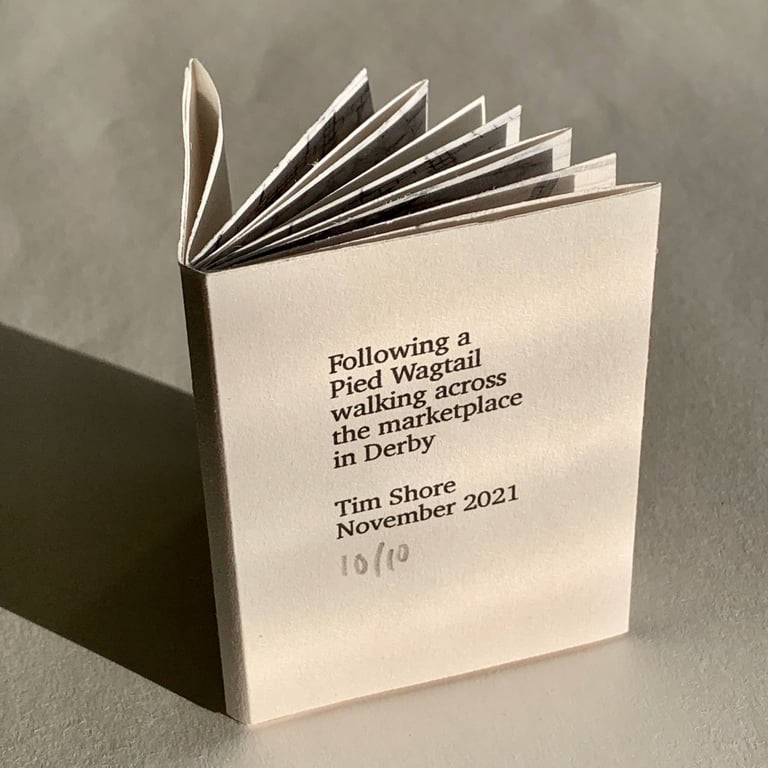 Following a
Pied Wagtail
walking across
the marketplace
in Derby
Tim Shore
November 2021
10/10